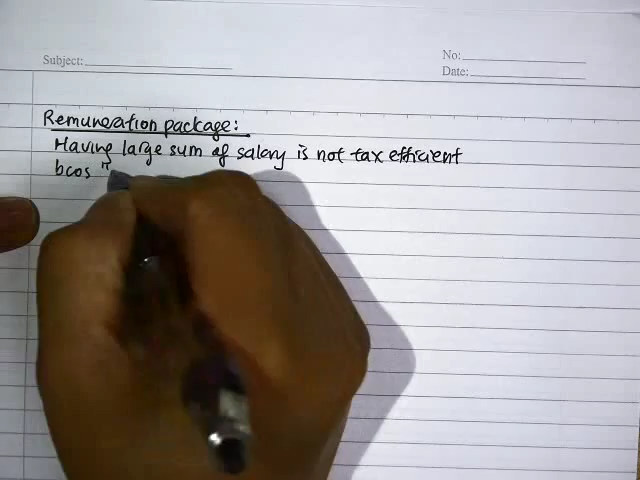 Subject:
No:
Date:
Remuneration package:
Having large sum of salary is not tax efficient
bcos